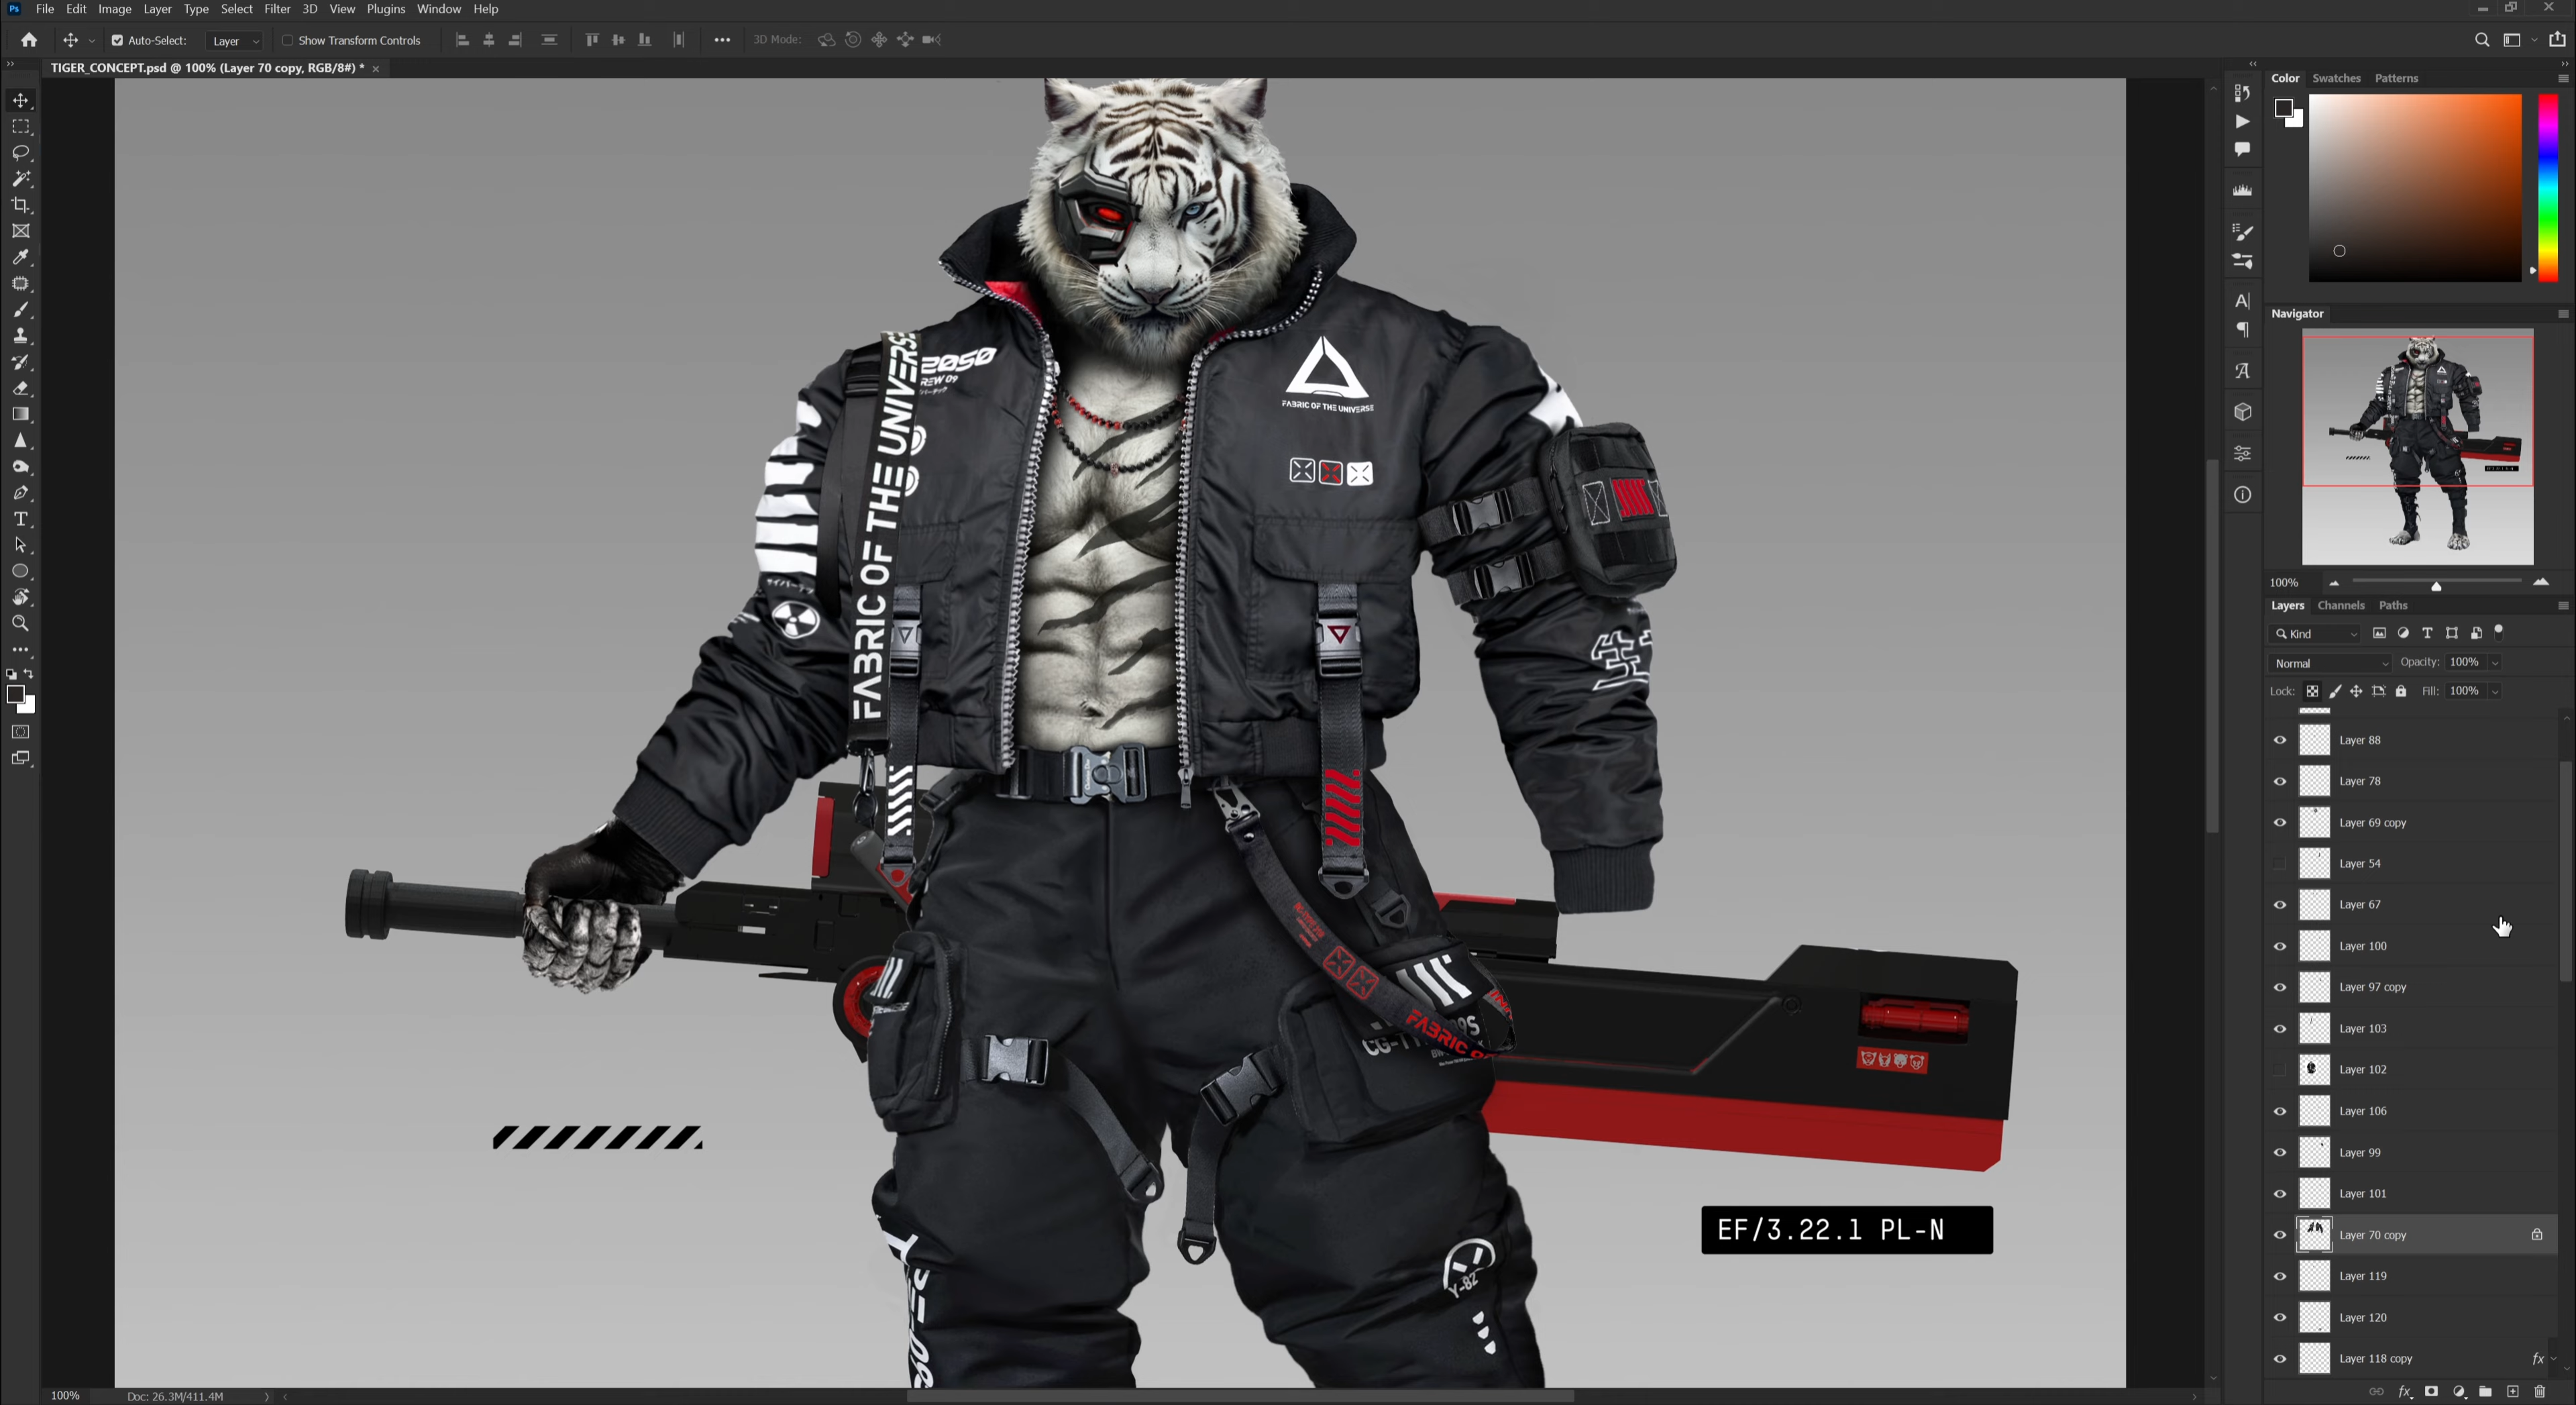 Ps File Edit Image Layer Type Select Filter 3D View Plugins Window Help
Auto-Select: Layer Show Transform Controls 3D Mode:
TIGER_CONCEPT.psd @ 100% (Layer 70 copy, RGB/8#) *
Color Swatches Patterns
Navigator
100%
Layers Channels Paths
Kind
Normal Opacity: 100%
Lock: Fill: 100%
Layer 88
Layer 78
Layer 69 copy
Layer 54
Layer 67
Layer 100
Layer 97 copy
Layer 103
Layer 102
Layer 106
Layer 99
Layer 101
Layer 70 copy
Layer 119
Layer 120
Layer 118 copy fx
2050
FABRIC OF THE UNIVERSE
FABRIC OF THE UNIVERSE
Y-82
EF/3.22.1 PL-N
100% Doc: 26.3M/411.4M